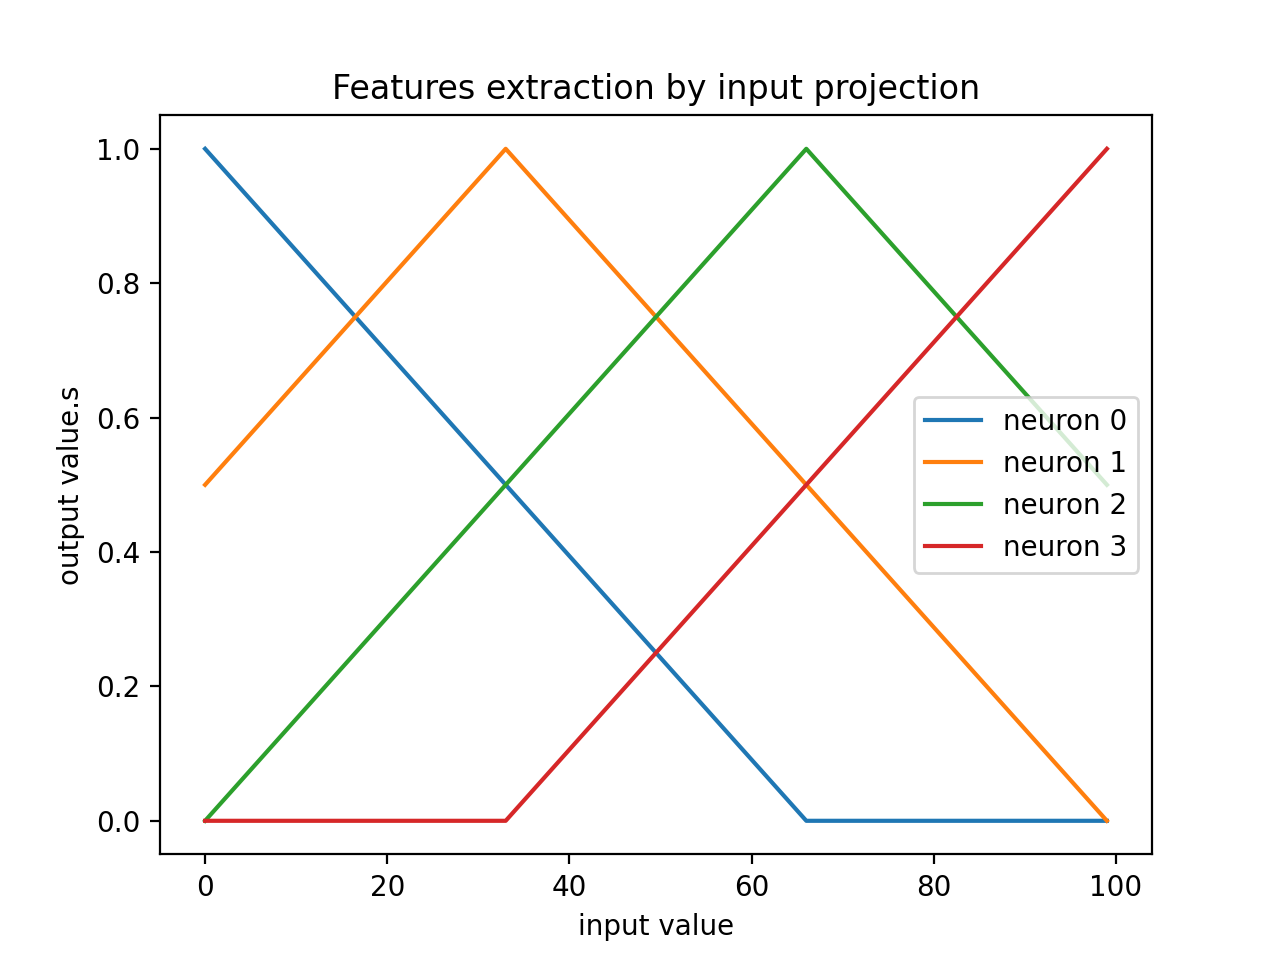 Features extraction by input projection
1.0
0.8
0.6
0.4
0.2
0.0
output value.s
neuron 0
neuron 1
neuron 2
neuron 3
0 20 40 60 80 100
input value